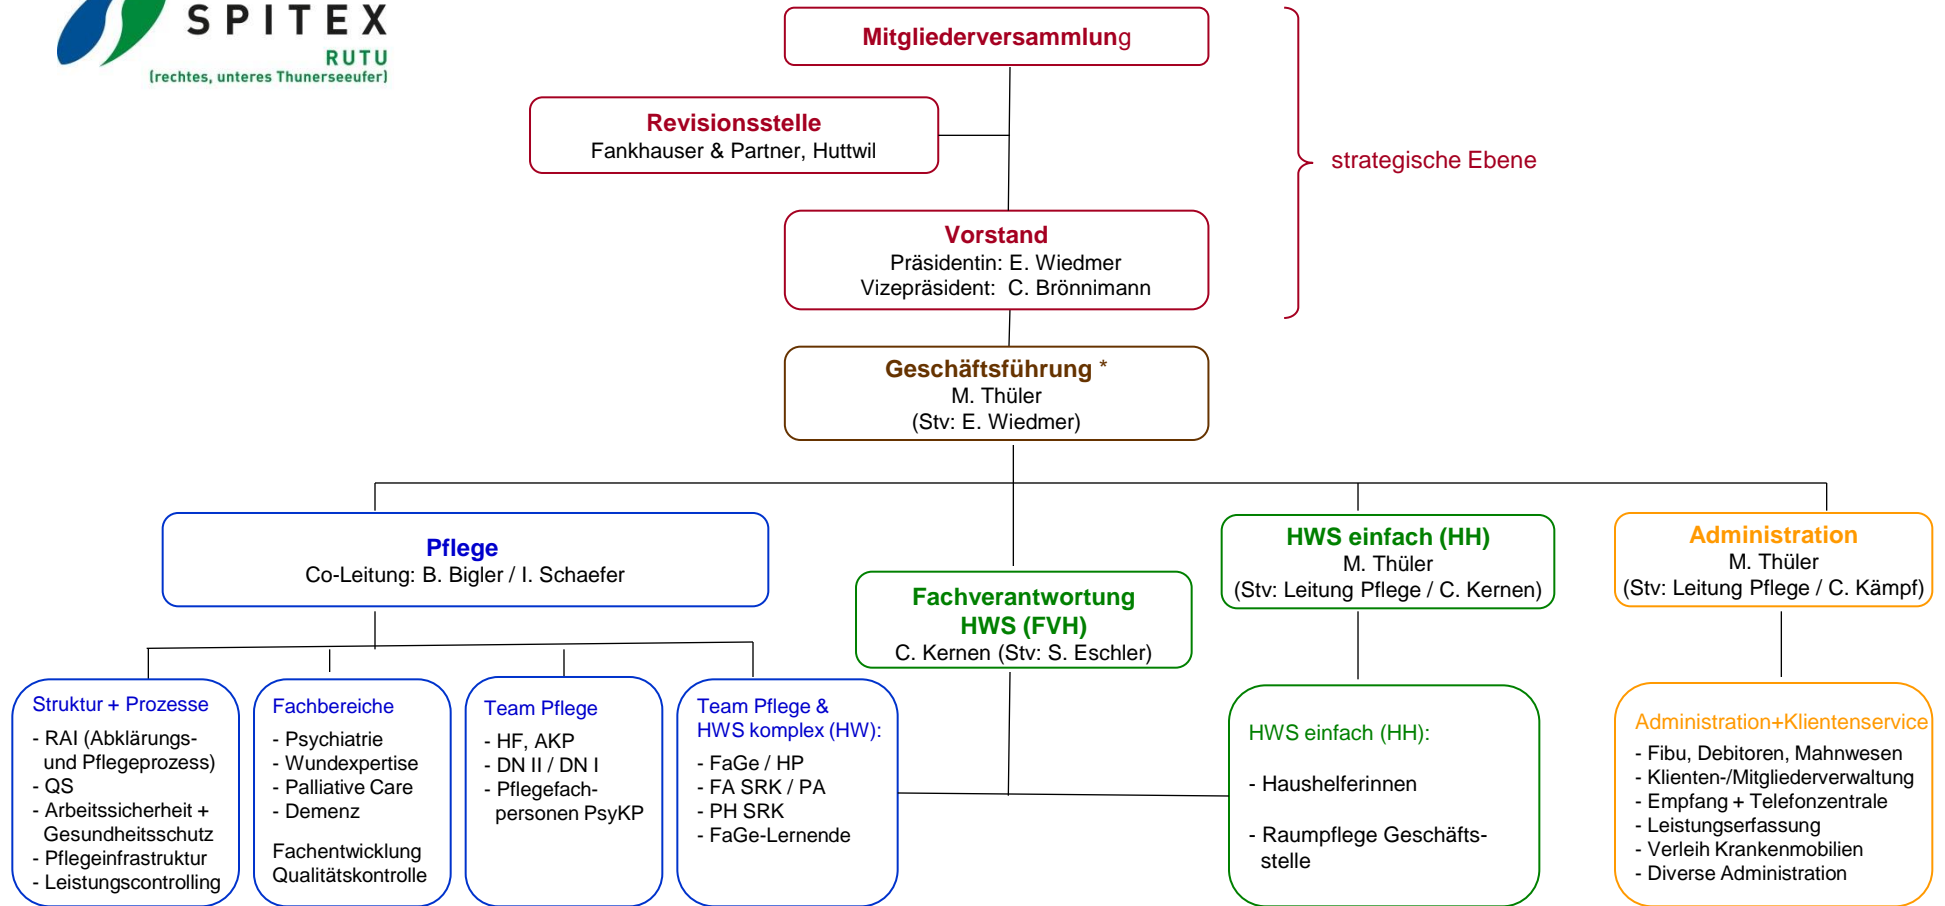 SPITEX
RUTU
(rechtes, unteres Thunerseeufer)
Mitgliederversammlung
Revisionsstelle
Fankhauser & Partner, Huttwil
strategische Ebene
Vorstand
Präsidentin: E. Wiedmer
Vizepräsident: C. Brönnimann
Geschäftsführung *
M. Thüler
(Stv: E. Wiedmer)
Pflege
Co-Leitung: B. Bigler / I. Schaefer
Fachverantwortung
HWS (FVH)
C. Kernen (Stv: S. Eschler)
HWS einfach (HH)
M. Thüler
(Stv: Leitung Pflege / C. Kernen)
Administration
M. Thüler
(Stv: Leitung Pflege / C. Kämpf)
Struktur + Prozesse
- RAI (Abklärungs-
und Pflegeprozess)
- QS
- Arbeitssicherheit +
Gesundheitsschutz
- Pflegeinfrastruktur
- Leistungscontrolling
Fachbereiche
- Psychiatrie
- Wundexpertise
- Palliative Care
- Demenz
Fachentwicklung
Qualitätskontrolle
Team Pflege
- HF, AKP
- DN II / DN I
- Pflegefach-
personen PsyKP
Team Pflege &
HWS komplex (HW):
- FaGe / HP
- FA SRK / PA
- PH SRK
- FaGe-Lernende
HWS einfach (HH):
- Haushelferinnen
- Raumpflege Geschäfts-
stelle
Administration+Klientenservice
- Fibu, Debitoren, Mahnwesen
- Klienten-/Mitgliederverwaltung
- Empfang + Telefonzentrale
- Leistungserfassung
- Verleih Krankenmobilien
- Diverse Administration